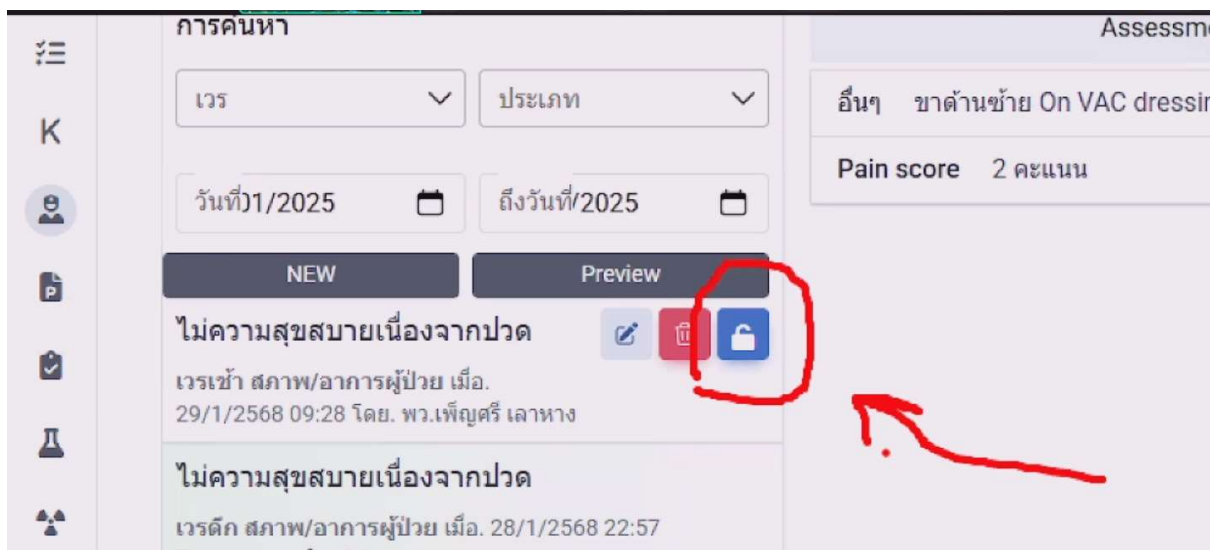 การค้นหา
เวร
ประเภท
วันที่01/2025
ถึงวันที่/2025
NEW
Preview
ไม่ความสุขสบายเนื่องจากปวด
เวรเช้า สภาพ/อาการผู้ป่วย เมื่อ.
29/1/2568 09:28 โดย. พว.เพ็ญศรี เลาหาง
ไม่ความสุขสบายเนื่องจากปวด
เวรดึก สภาพ/อาการผู้ป่วย เมื่อ. 28/1/2568 22:57
K
P
Assessme
อื่นๆ ขาด้านซ้าย On VAC dressin
Pain score 2 คะแนน